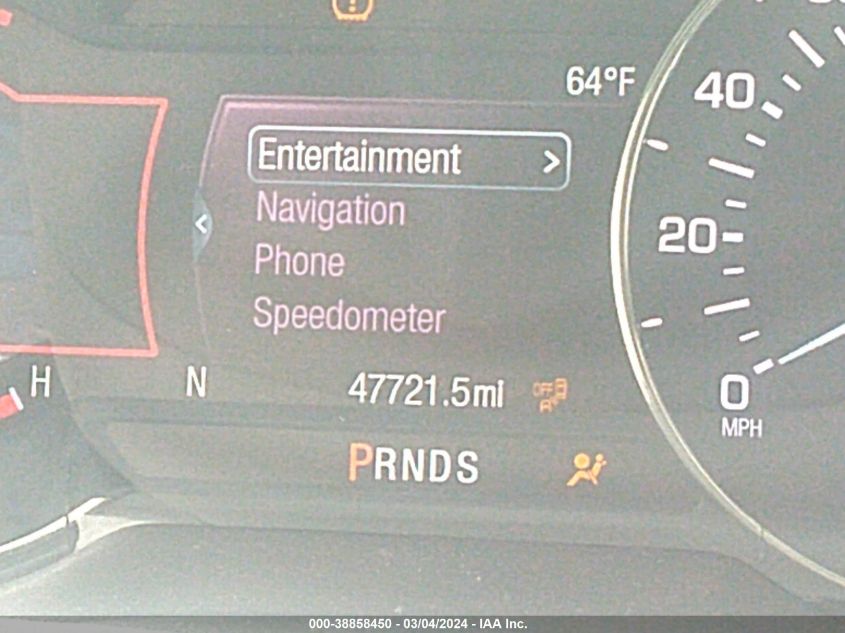 64°F
40
Entertainment >
Navigation
<
20
Phone
Speedometer
H
N
47721.5mi
OFF
0
MPH
PRNDS
000-38858450 - 03/04/2024 - IAA Inc.